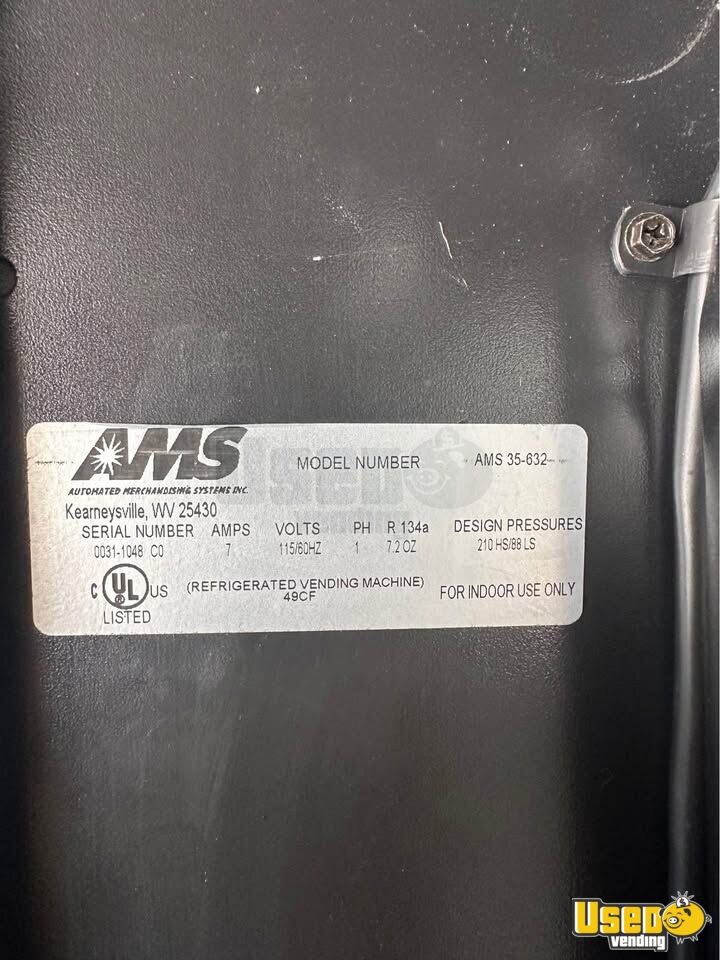 AMS
AUTOMATED MERCHANDISING SYSTEMS INC.
Kearneysville, WV 25430
MODEL NUMBER AMS 35-632
SERIAL NUMBER AMPS VOLTS PH R 134a DESIGN PRESSURES
0031-1048 C0 7 115/60HZ 1 7.2 OZ 210 HS/88 LS
C UL US
LISTED
(REFRIGERATED VENDING MACHINE)
49CF
FOR INDOOR USE ONLY
USED
vending